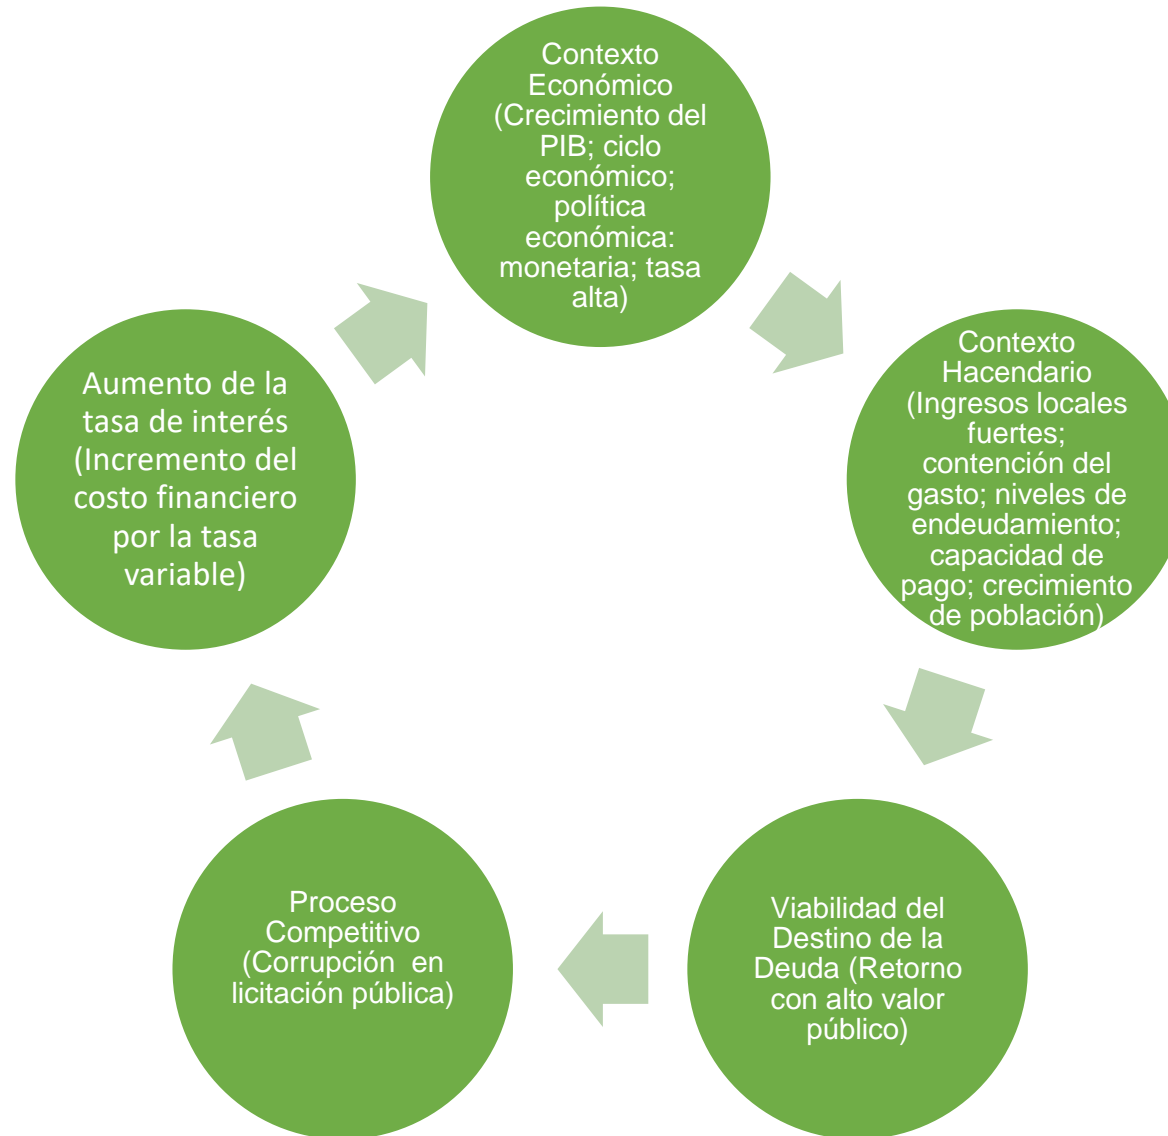 Contexto
Económico
(Crecimiento del
PIB; ciclo
económico;
política
económica:
monetaria; tasa
alta)
Contexto
Hacendario
(Ingresos locales
fuertes;
contención del
gasto; niveles de
endeudamiento;
capacidad de
pago; crecimiento
de población)
Viabilidad del
Destino de la
Deuda (Retorno
con alto valor
público)
Proceso
Competitivo
(Corrupción en
licitación pública)
Aumento de la
tasa de interés
(Incremento del
costo financiero
por la tasa
variable)